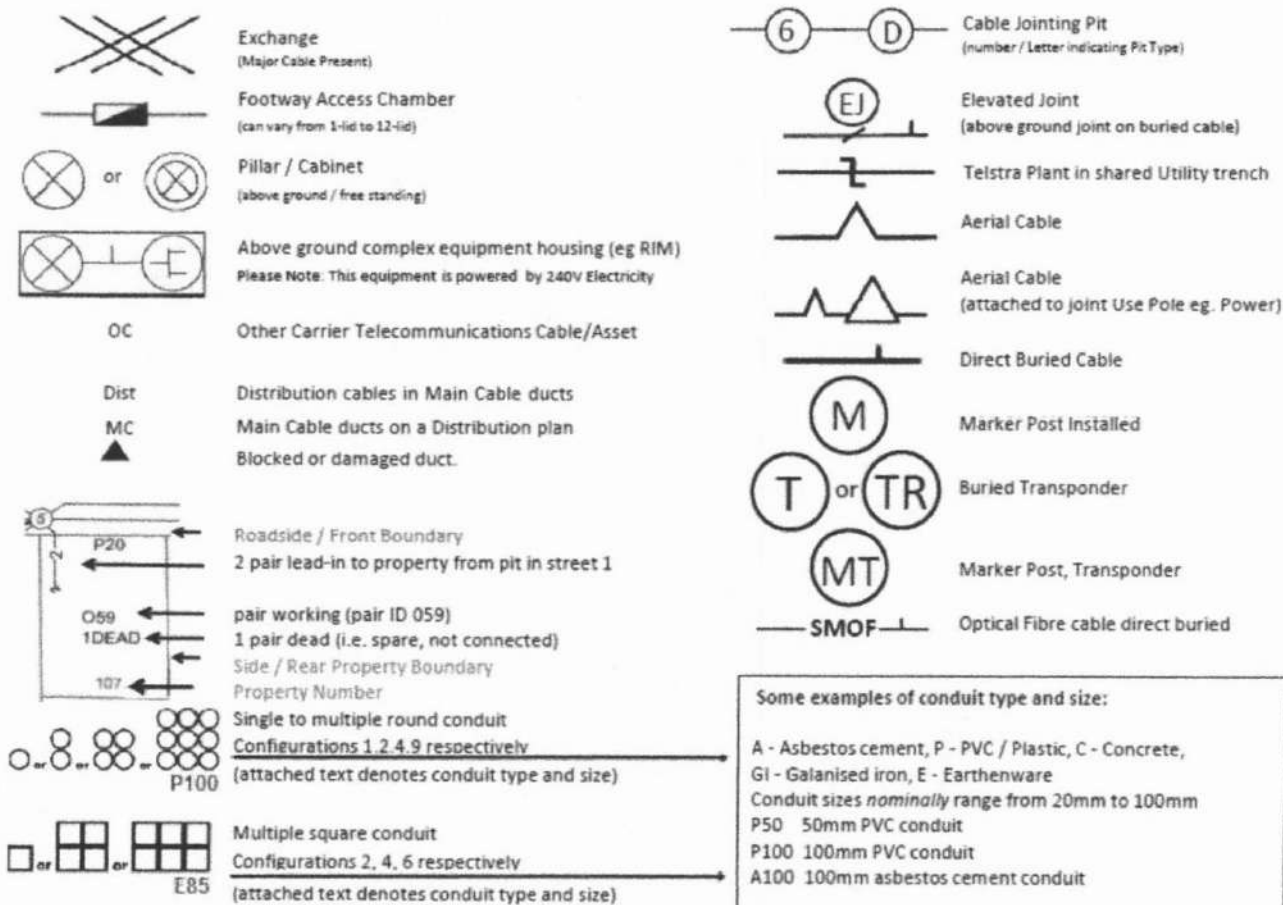 Exchange
(Major Cable Present)
Footway Access Chamber
(can vary from 1-lid to 12-lid)
or
Pillar / Cabinet
(above ground / free standing)
Above ground complex equipment housing (eg RIM)
Please Note: This equipment is powered by 240V Electricity
OC Other Carrier Telecommunications Cable/Asset
Dist Distribution cables in Main Cable ducts
MC Main Cable ducts on a Distribution plan
Blocked or damaged duct.
5
P20
2
Roadside / Front Boundary
2 pair lead-in to property from pit in street 1
O59 pair working (pair ID 059)
1DEAD 1 pair dead (i.e. spare, not connected)
Side / Rear Property Boundary
107 Property Number
Single to multiple round conduit
or or or Configurations 1.2.4.9 respectively
P100 (attached text denotes conduit type and size)
Multiple square conduit
or or Configurations 2, 4, 6 respectively
E85 (attached text denotes conduit type and size)
6 D Cable Jointing Pit
(number / Letter indicating Pit Type)
EJ Elevated Joint
(above ground joint on buried cable)
Telstra Plant in shared Utility trench
Aerial Cable
Aerial Cable
(attached to joint Use Pole eg. Power)
Direct Buried Cable
M Marker Post Installed
T or TR Buried Transponder
MT Marker Post, Transponder
SMOF Optical Fibre cable direct buried
Some examples of conduit type and size:
A - Asbestos cement, P - PVC / Plastic, C - Concrete,
GI - Galanised iron, E - Earthenware
Conduit sizes nominally range from 20mm to 100mm
P50 50mm PVC conduit
P100 100mm PVC conduit
A100 100mm asbestos cement conduit